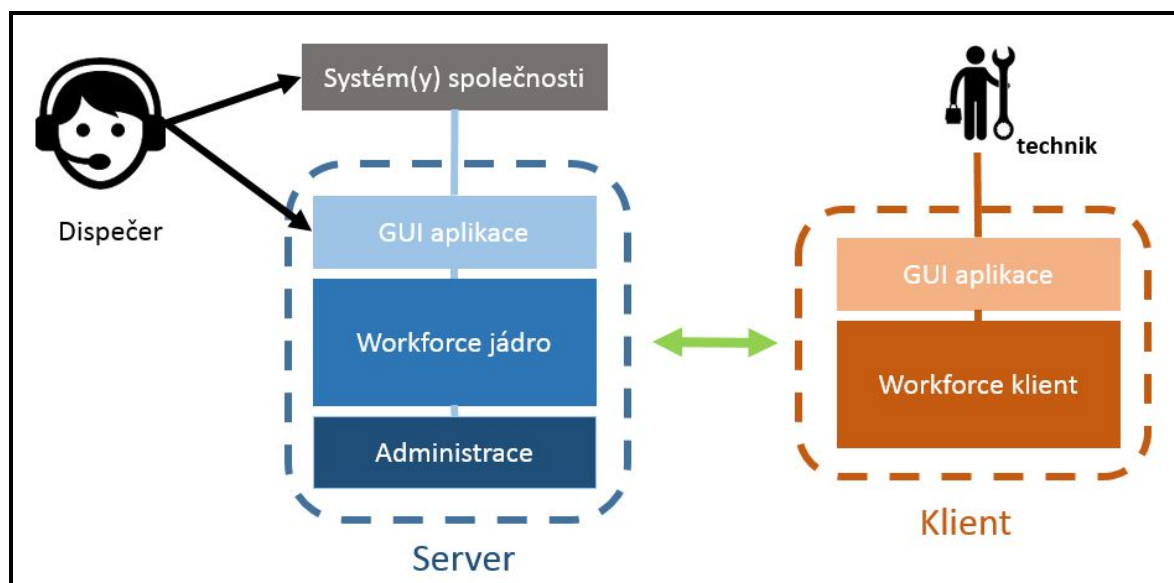 Systém(y) společnosti
technik
Dispečer
GUI aplikace
Workforce jádro
Administrace
Server
GUI aplikace
Workforce klient
Klient